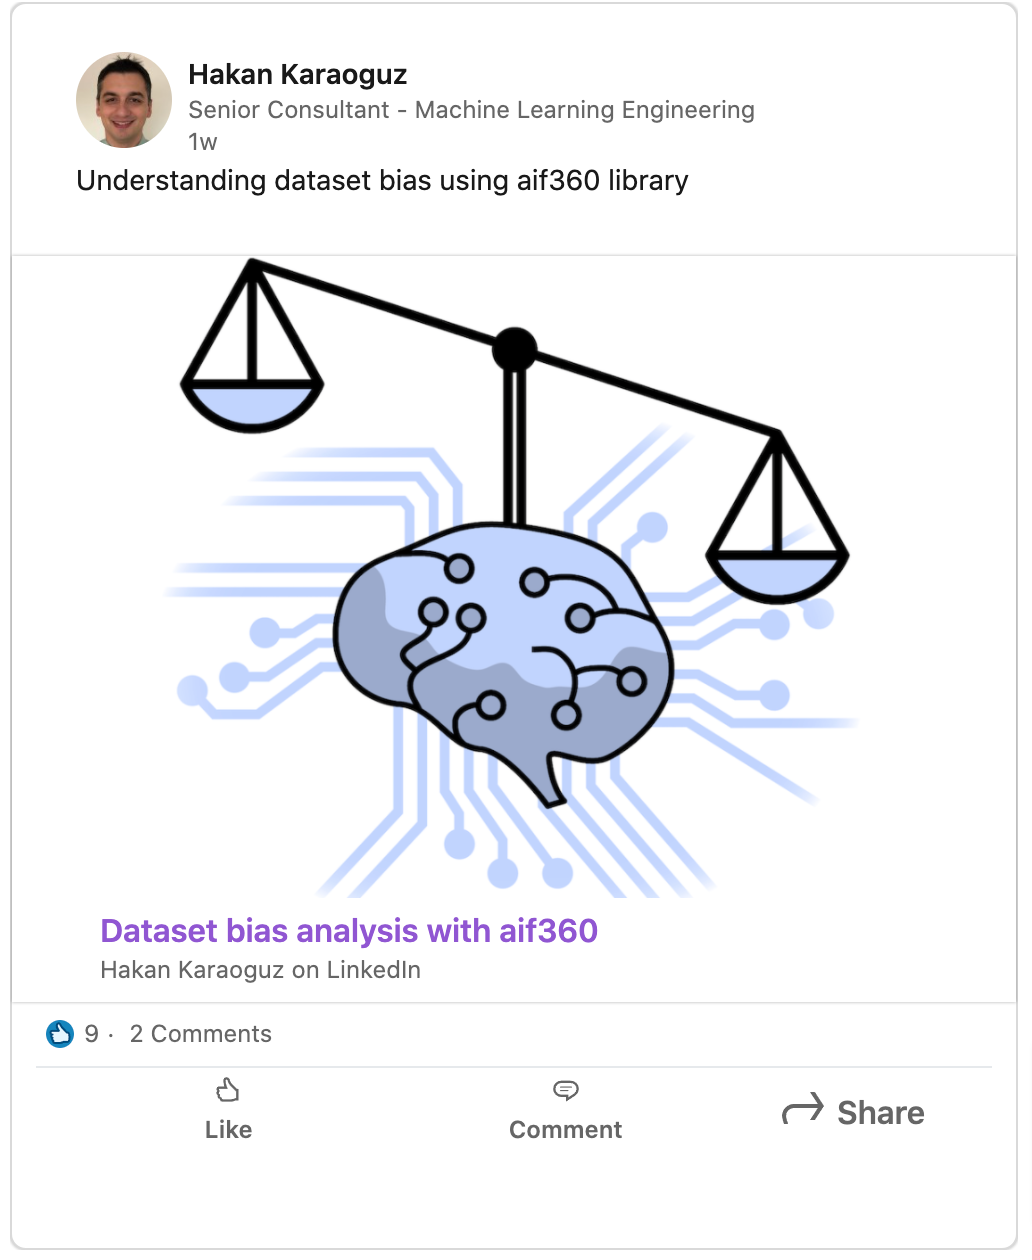 Hakan Karaoguz
Senior Consultant - Machine Learning Engineering
1w
Understanding dataset bias using aif360 library
Dataset bias analysis with aif360
Hakan Karaoguz on LinkedIn
9 · 2 Comments
Like
Comment
Share